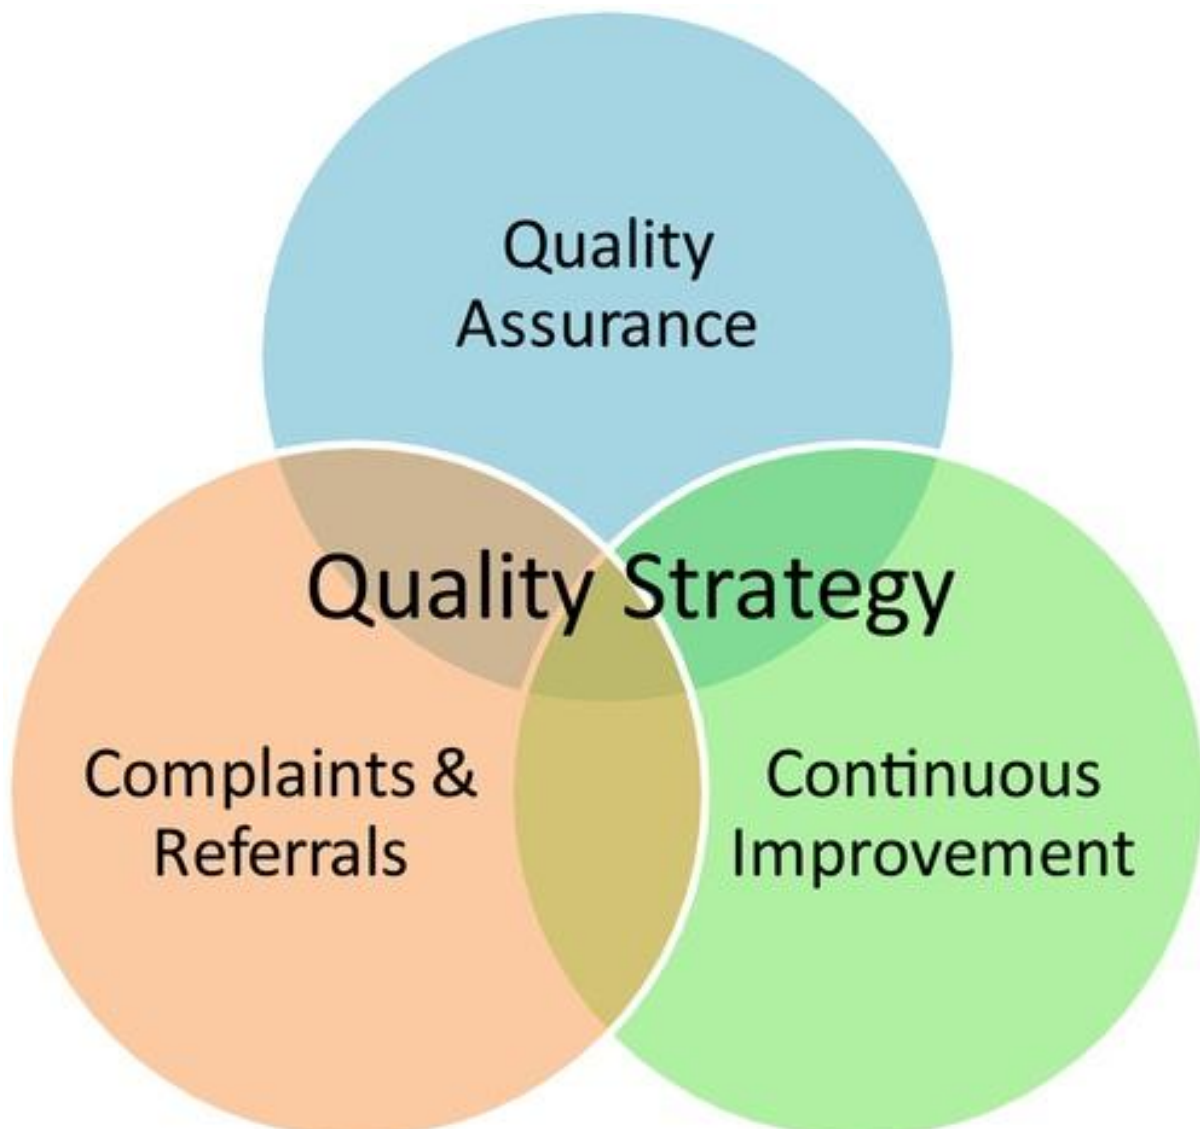 Quality
Assurance
Quality Strategy
Complaints &
Referrals
Continuous
Improvement